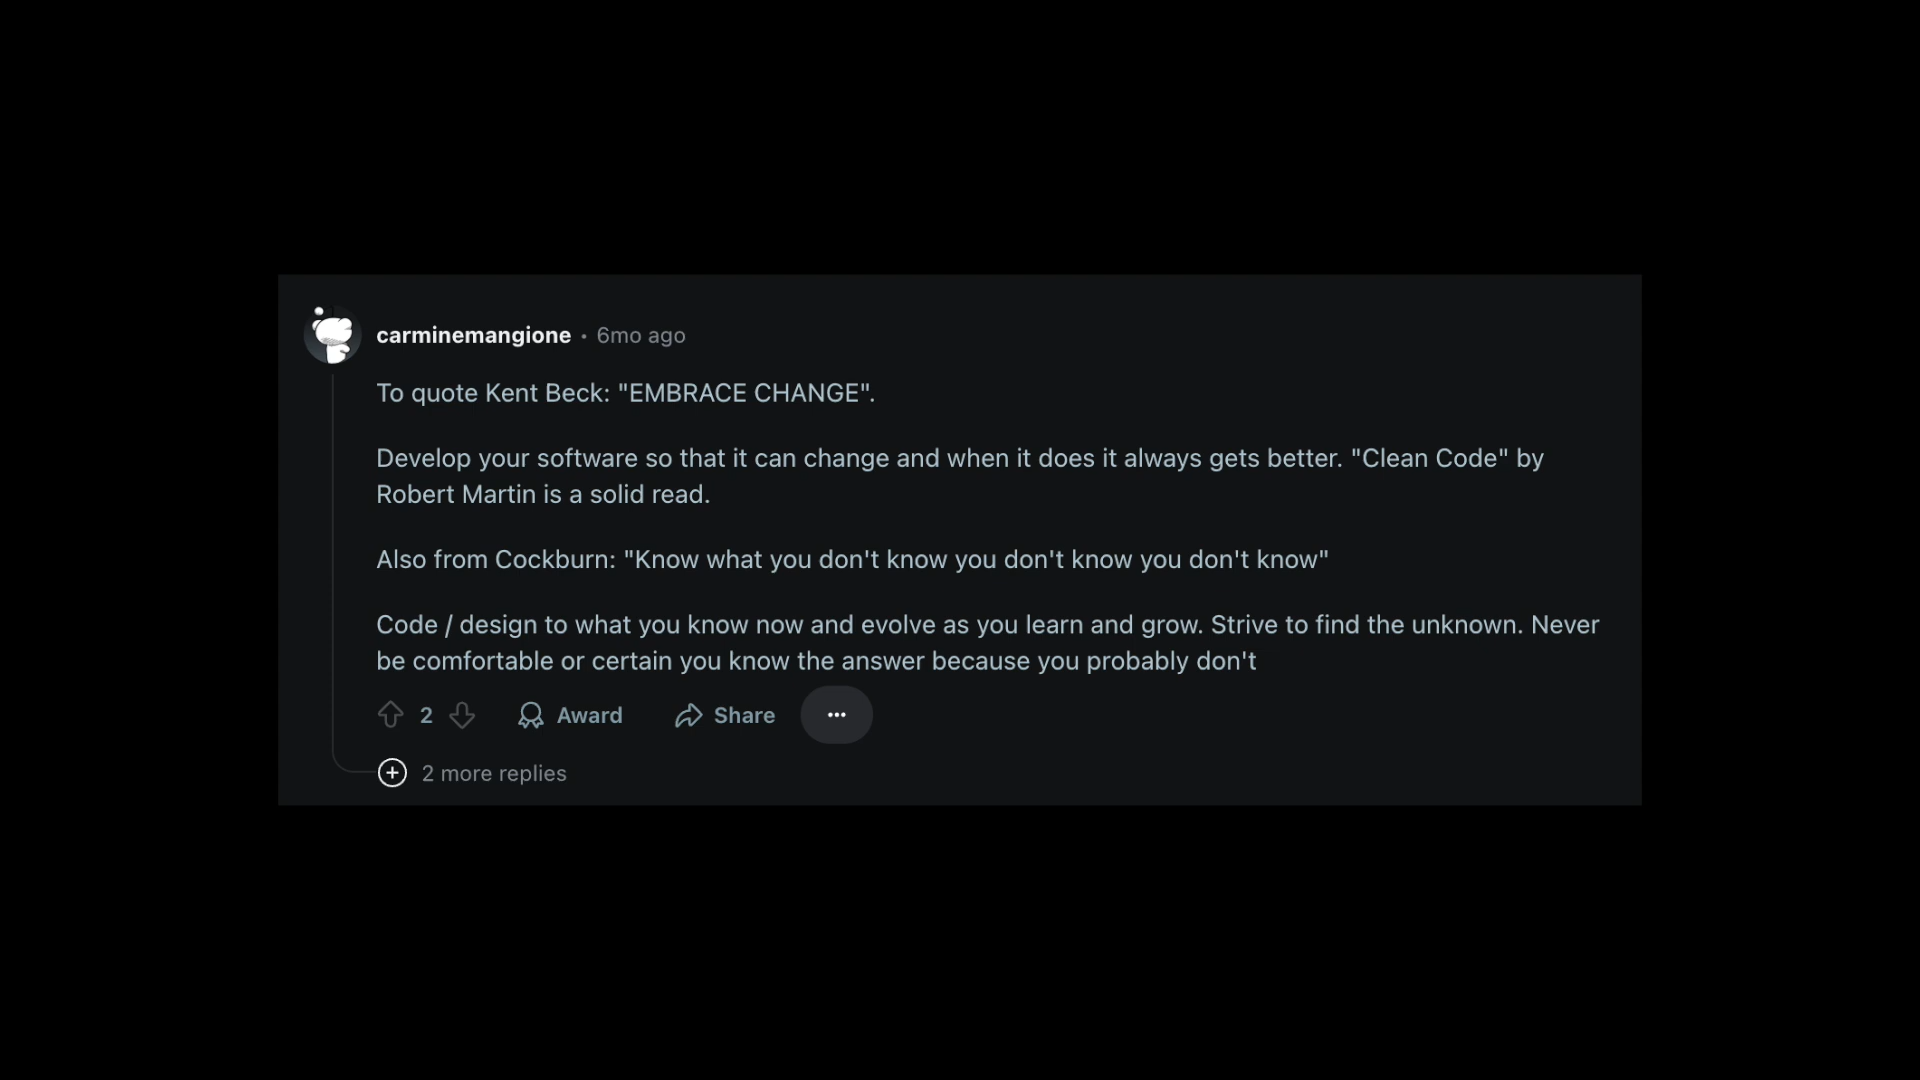 carminemangione • 6mo ago
To quote Kent Beck: "EMBRACE CHANGE".
Develop your software so that it can change and when it does it always gets better. "Clean Code" by
Robert Martin is a solid read.
Also from Cockburn: "Know what you don't know you don't know you don't know"
Code / design to what you know now and evolve as you learn and grow. Strive to find the unknown. Never
be comfortable or certain you know the answer because you probably don't
2 Award Share
2 more replies